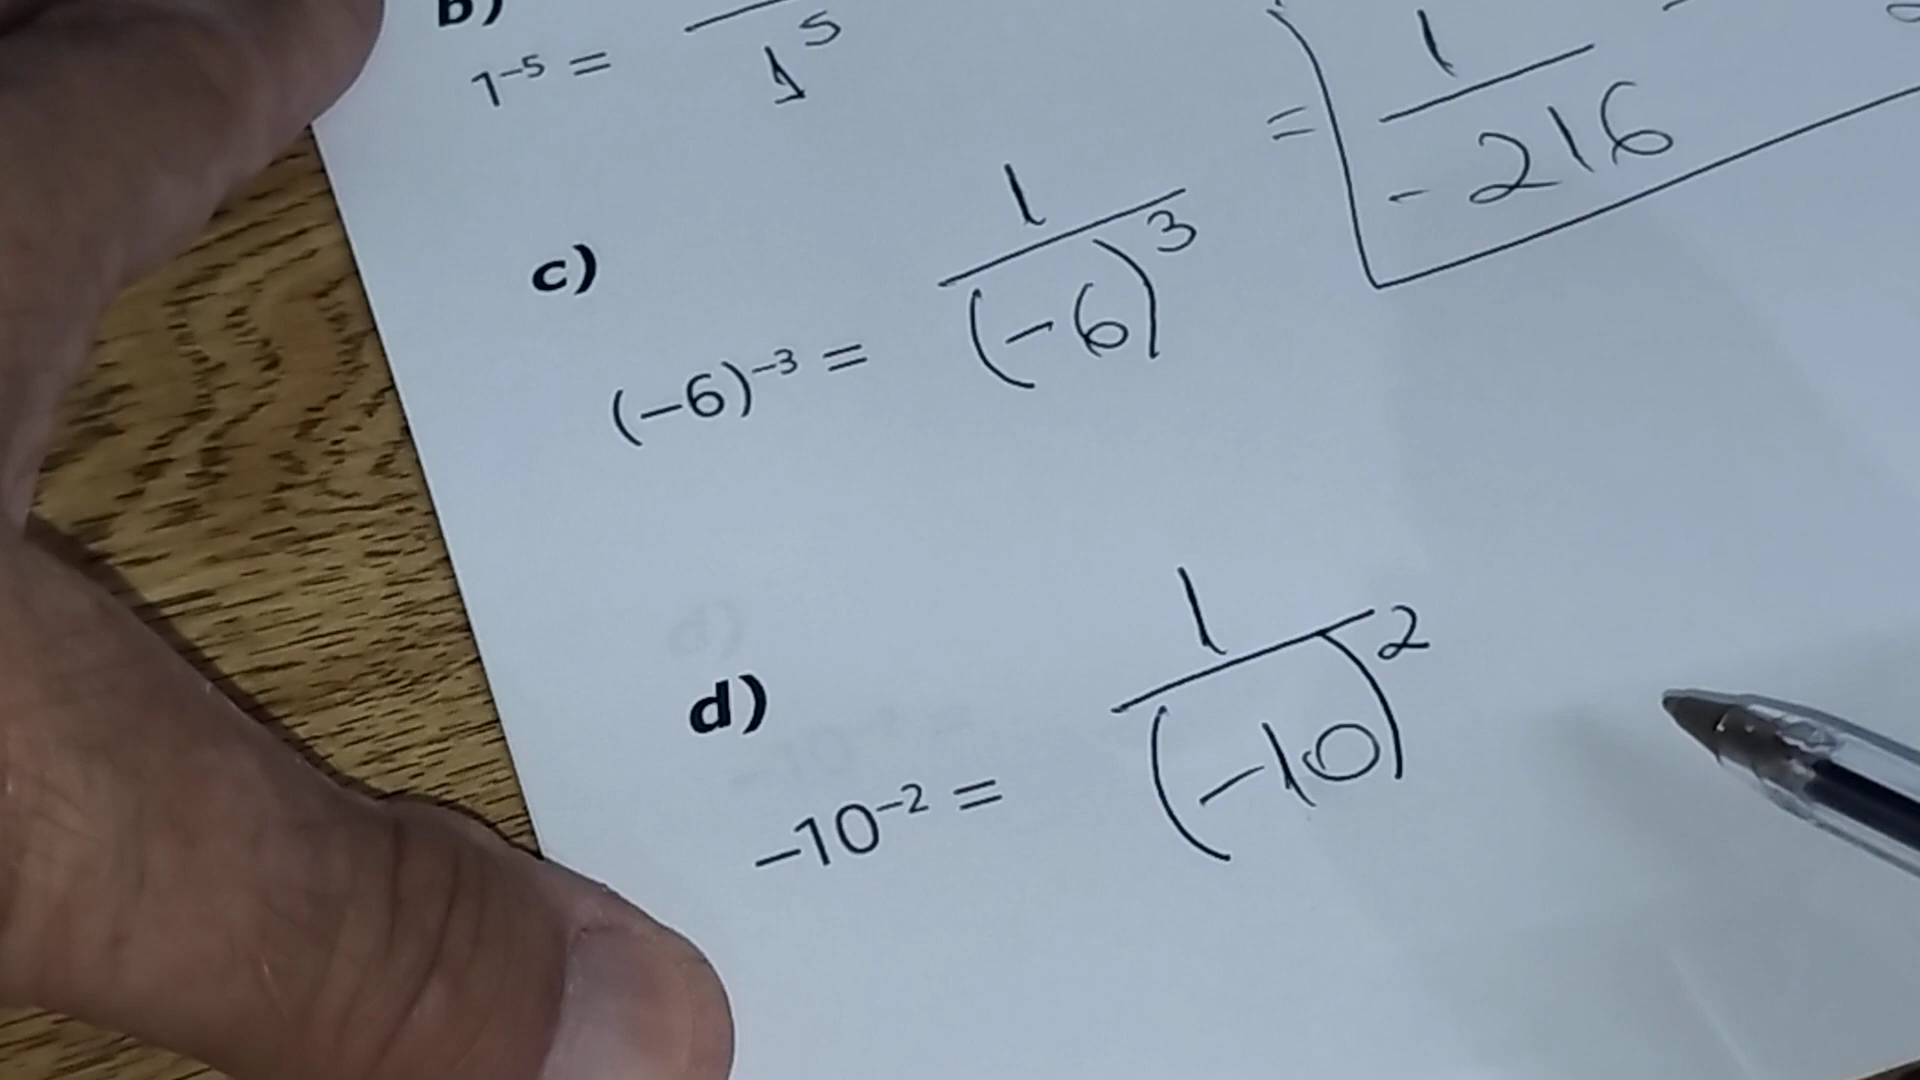 b)
1⁻⁵ = —/1⁵
c)
(-6)⁻³ = 1/(-6)³ = 1/-216
d)
-10⁻² = 1/(-10)²